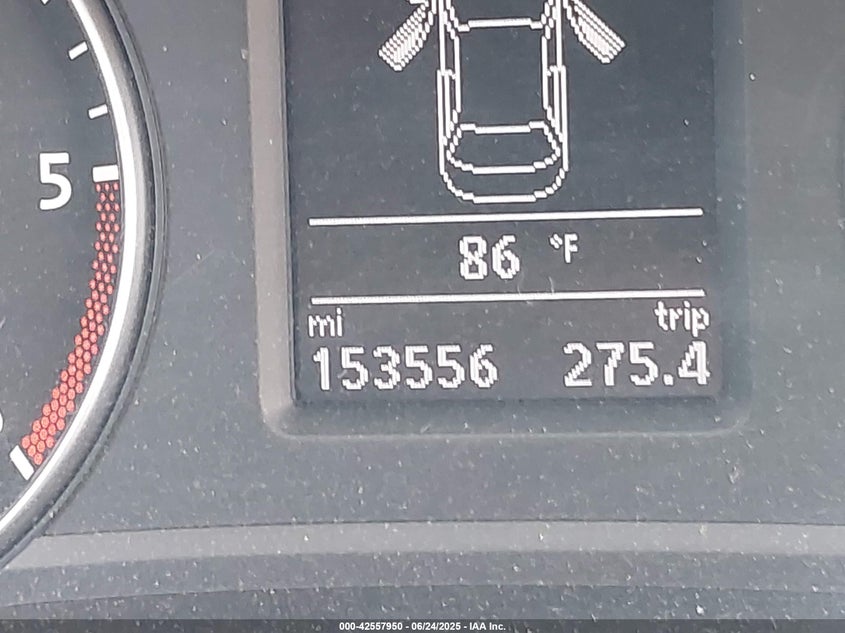 5
86 °F
mi trip
153556 275.4
000-42557950 - 06/24/2025 - IAA Inc.